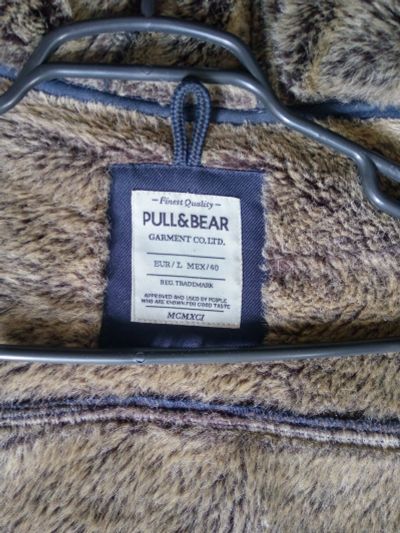 Finest Quality
PULL&BEAR
GARMENT CO.LTD.
EUR/L MEX/40
REG. TRADEMARK
APPROVED AND USED BY PEOPLE
WHO ARE KNOWN FOR GOOD TASTE
MCMXCI